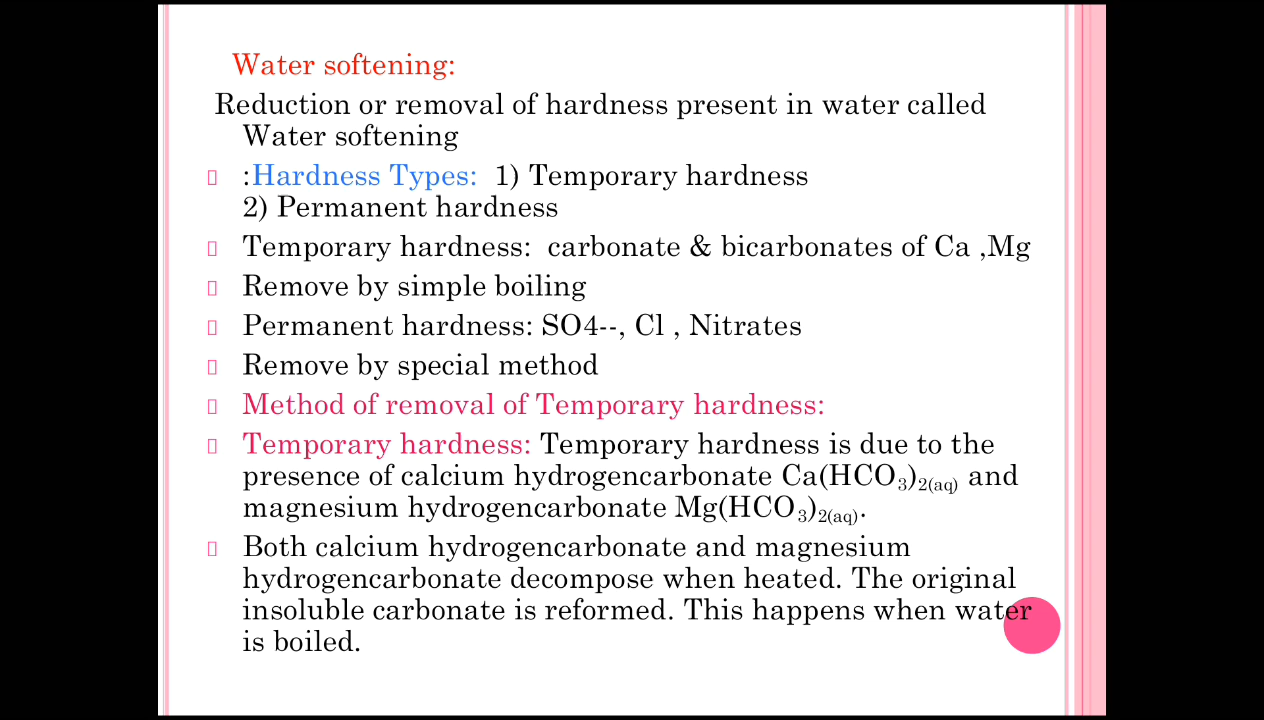 Water softening:
Reduction or removal of hardness present in water called
Water softening
:Hardness Types:  1) Temporary hardness
2) Permanent hardness
Temporary hardness:  carbonate & bicarbonates of Ca ,Mg
Remove by simple boiling
Permanent hardness: SO4--, Cl , Nitrates
Remove by special method
Method of removal of Temporary hardness:
Temporary hardness: Temporary hardness is due to the
presence of calcium hydrogencarbonate Ca(HCO₃)₂(aq) and
magnesium hydrogencarbonate Mg(HCO₃)₂(aq).
Both calcium hydrogencarbonate and magnesium
hydrogencarbonate decompose when heated. The original
insoluble carbonate is reformed. This happens when water
is boiled.